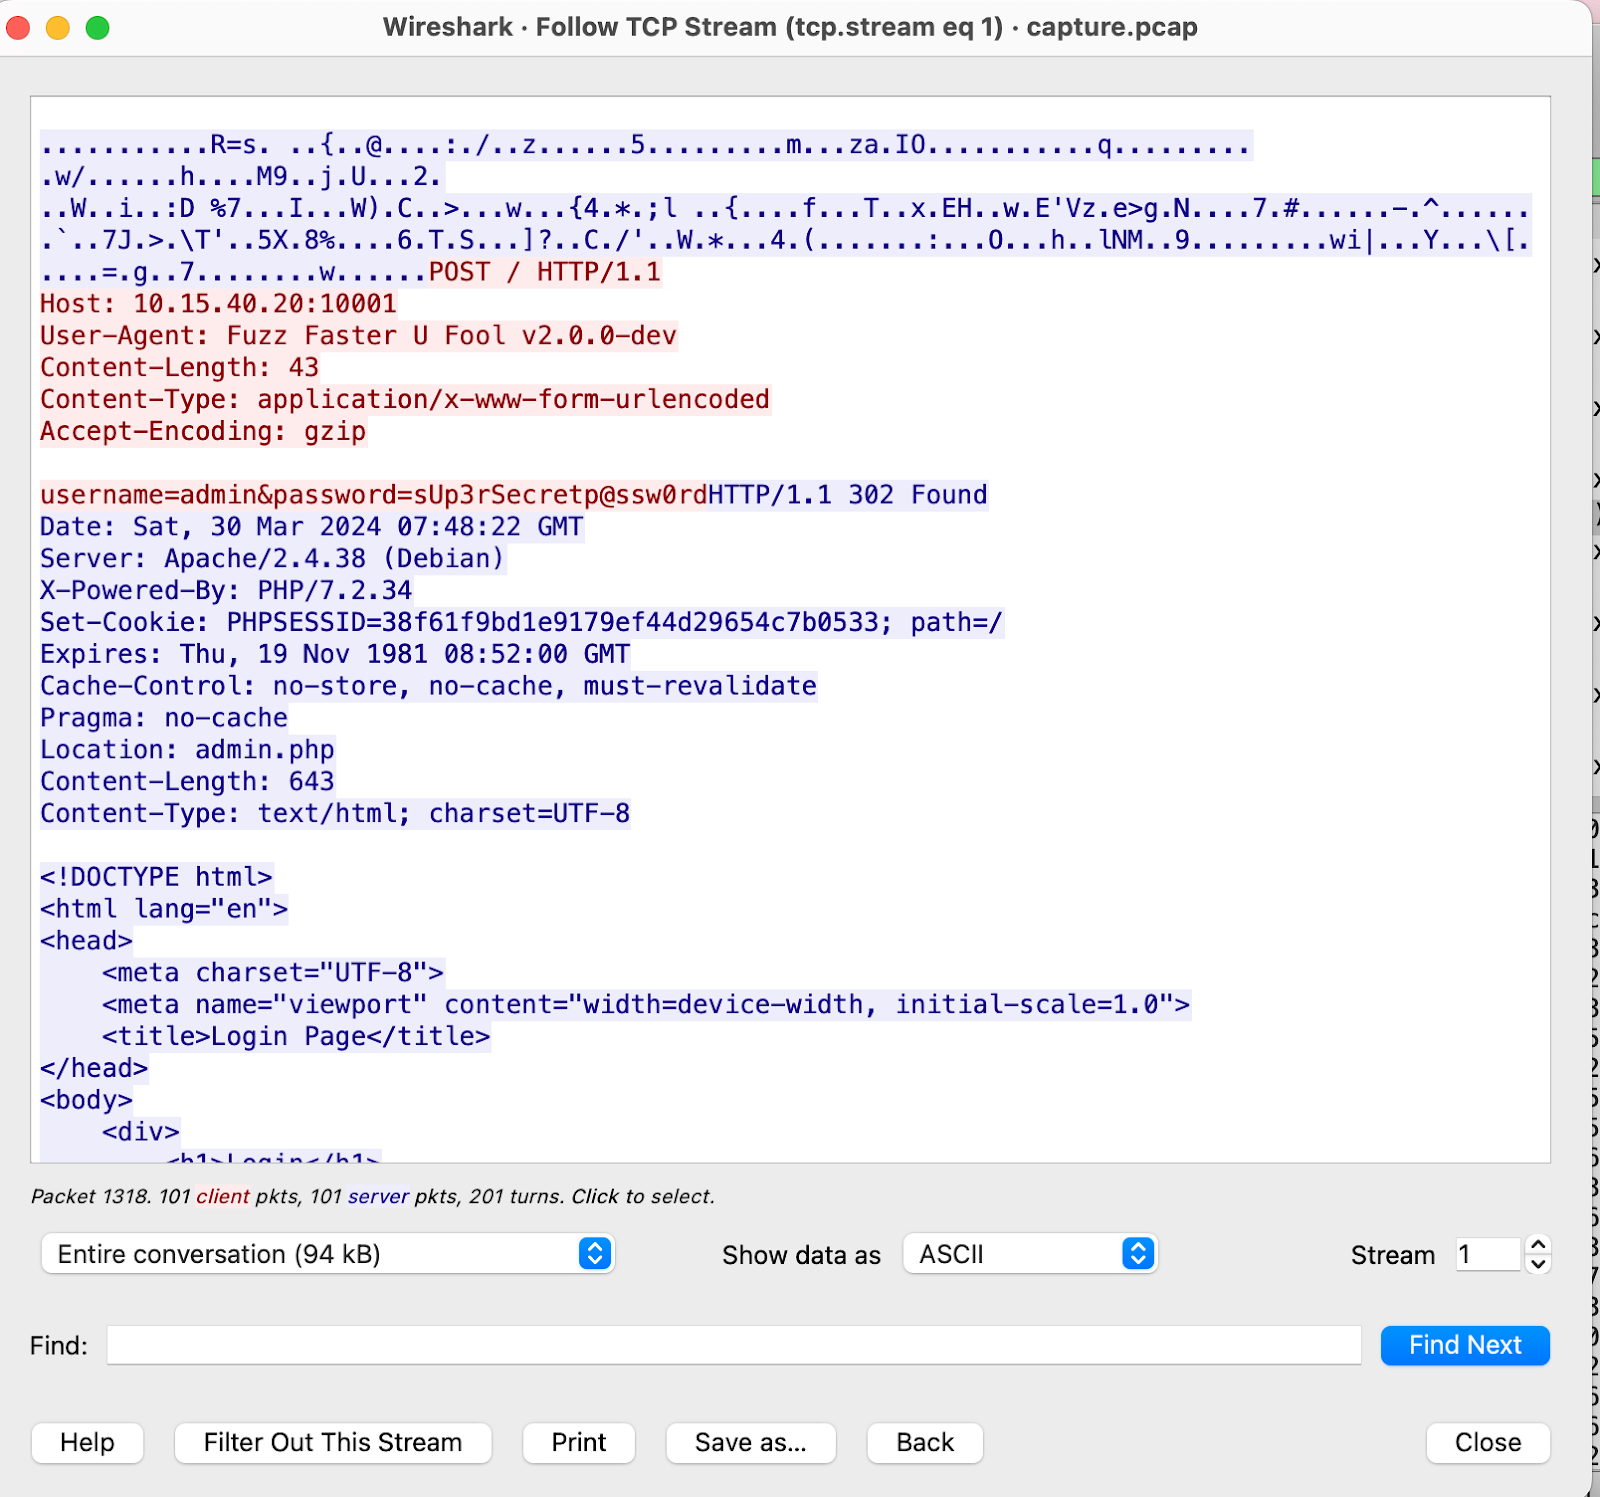 Wireshark · Follow TCP Stream (tcp.stream eq 1) · capture.pcap
...........R=s. ..{..@....:./..z......5.........m...za.IO...........q.........
.w/......h....M9..j.U...2.
..W..i..:D %7...I...W).C..>...w...{4.*.;l ..{....f...T..x.EH..w.E'Vz.e>g.N....7.#......-.^......
.`..7J.>.\T'..5X.8%....6.T.S...]?..C./'..W.*...4.(.......:...O...h..lNM..9.........wi|...Y...\[.
....=.g..7........w......POST / HTTP/1.1
Host: 10.15.40.20:10001
User-Agent: Fuzz Faster U Fool v2.0.0-dev
Content-Length: 43
Content-Type: application/x-www-form-urlencoded
Accept-Encoding: gzip
username=admin&password=sUp3rSecretp@ssw0rdHTTP/1.1 302 Found
Date: Sat, 30 Mar 2024 07:48:22 GMT
Server: Apache/2.4.38 (Debian)
X-Powered-By: PHP/7.2.34
Set-Cookie: PHPSESSID=38f61f9bd1e9179ef44d29654c7b0533; path=/
Expires: Thu, 19 Nov 1981 08:52:00 GMT
Cache-Control: no-store, no-cache, must-revalidate
Pragma: no-cache
Location: admin.php
Content-Length: 643
Content-Type: text/html; charset=UTF-8
<!DOCTYPE html>
<html lang="en">
<head>
    <meta charset="UTF-8">
    <meta name="viewport" content="width=device-width, initial-scale=1.0">
    <title>Login Page</title>
</head>
<body>
    <div>
        <h1>Login</h1>
Packet 1318. 101 client pkts, 101 server pkts, 201 turns. Click to select.
Entire conversation (94 kB) Show data as ASCII Stream 1
Find: Find Next
Help Filter Out This Stream Print Save as... Back Close